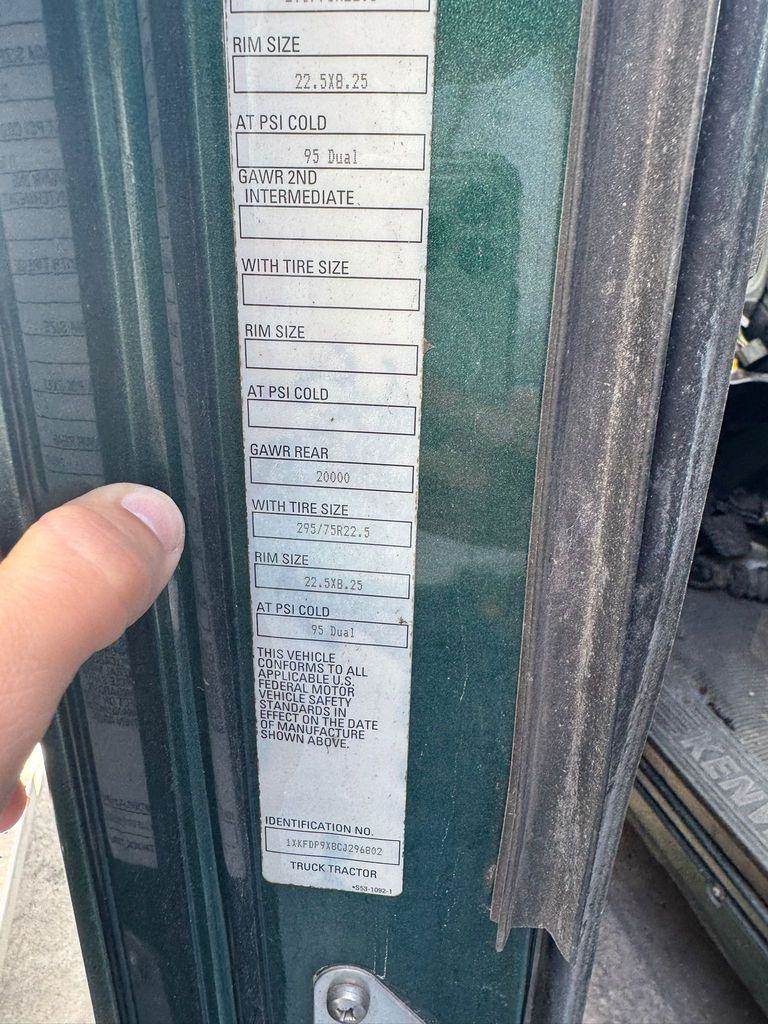 RIM SIZE
22.5X8.25
AT PSI COLD
95 Dual
GAWR 2ND
INTERMEDIATE
WITH TIRE SIZE
RIM SIZE
AT PSI COLD
GAWR REAR
20000
WITH TIRE SIZE
295/75R22.5
RIM SIZE
22.5X8.25
AT PSI COLD
95 Dual
THIS VEHICLE
CONFORMS TO ALL
APPLICABLE U.S.
FEDERAL MOTOR
VEHICLE SAFETY
STANDARDS IN
EFFECT ON THE DATE
OF MANUFACTURE
SHOWN ABOVE.
IDENTIFICATION NO.
1XKFDP9X8CJ296802
TRUCK TRACTOR
•S53-1092-1